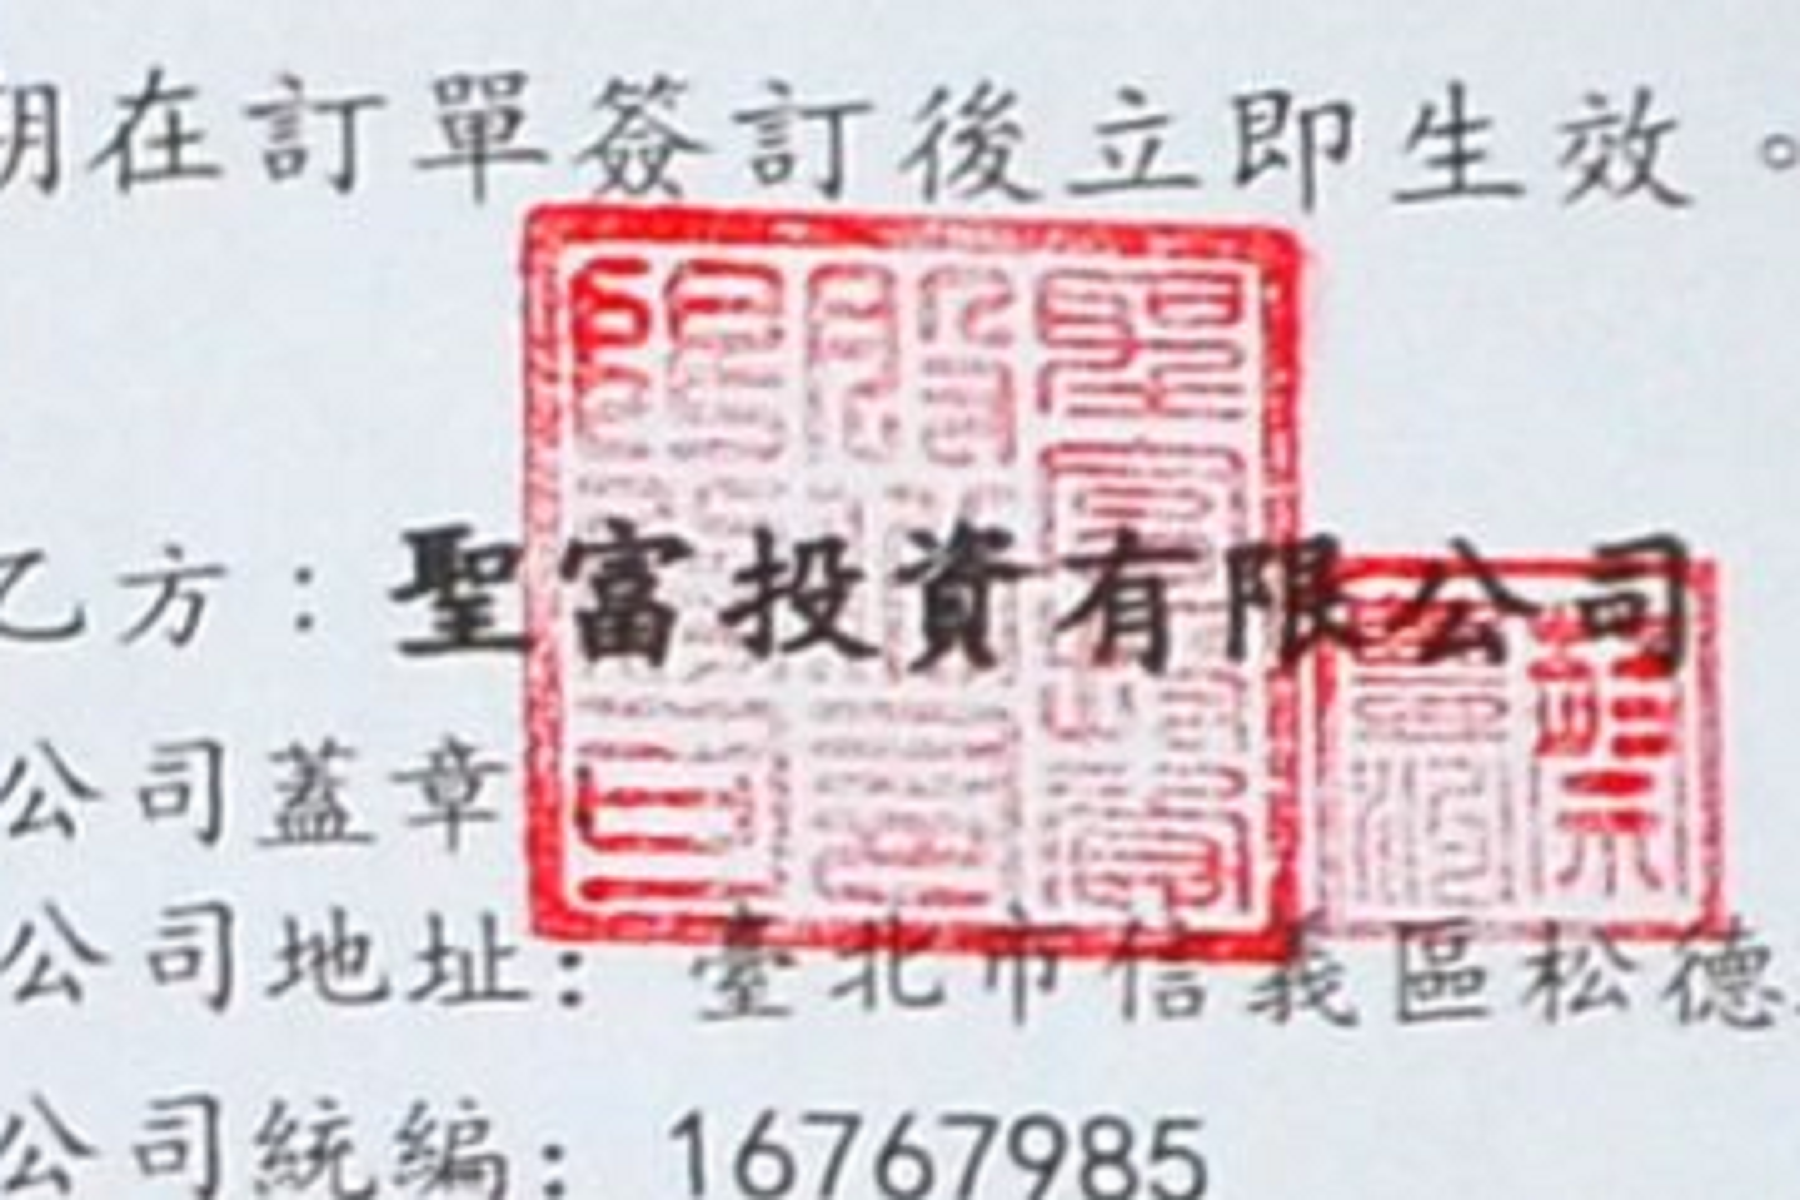 期在訂單簽訂後立即生效。
乙方：聖富投資有限公司
公司蓋章
公司地址: 臺北市信義區松德
公司統編: 16767985